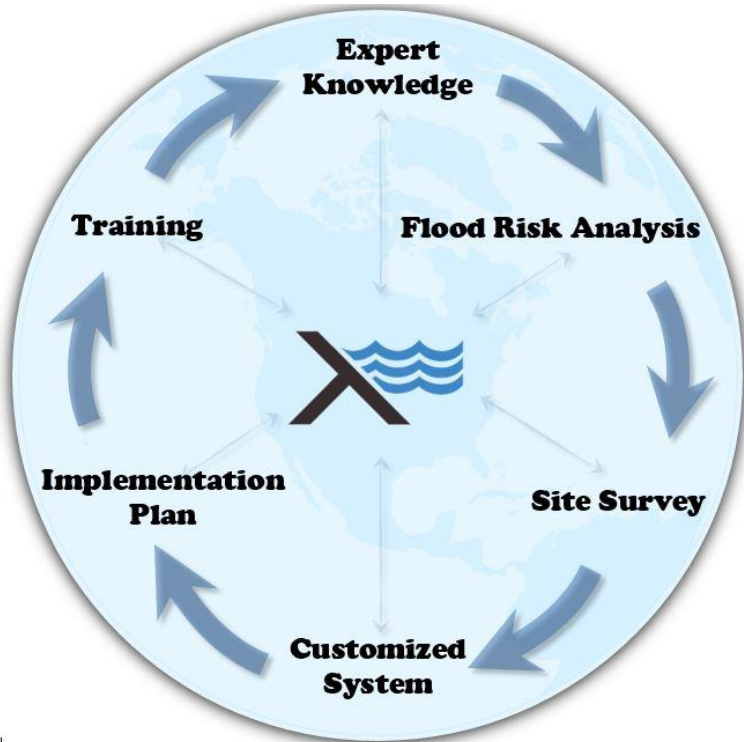 Expert
Knowledge
Training
Flood Risk Analysis
Implementation
Plan
Site Survey
Customized
System